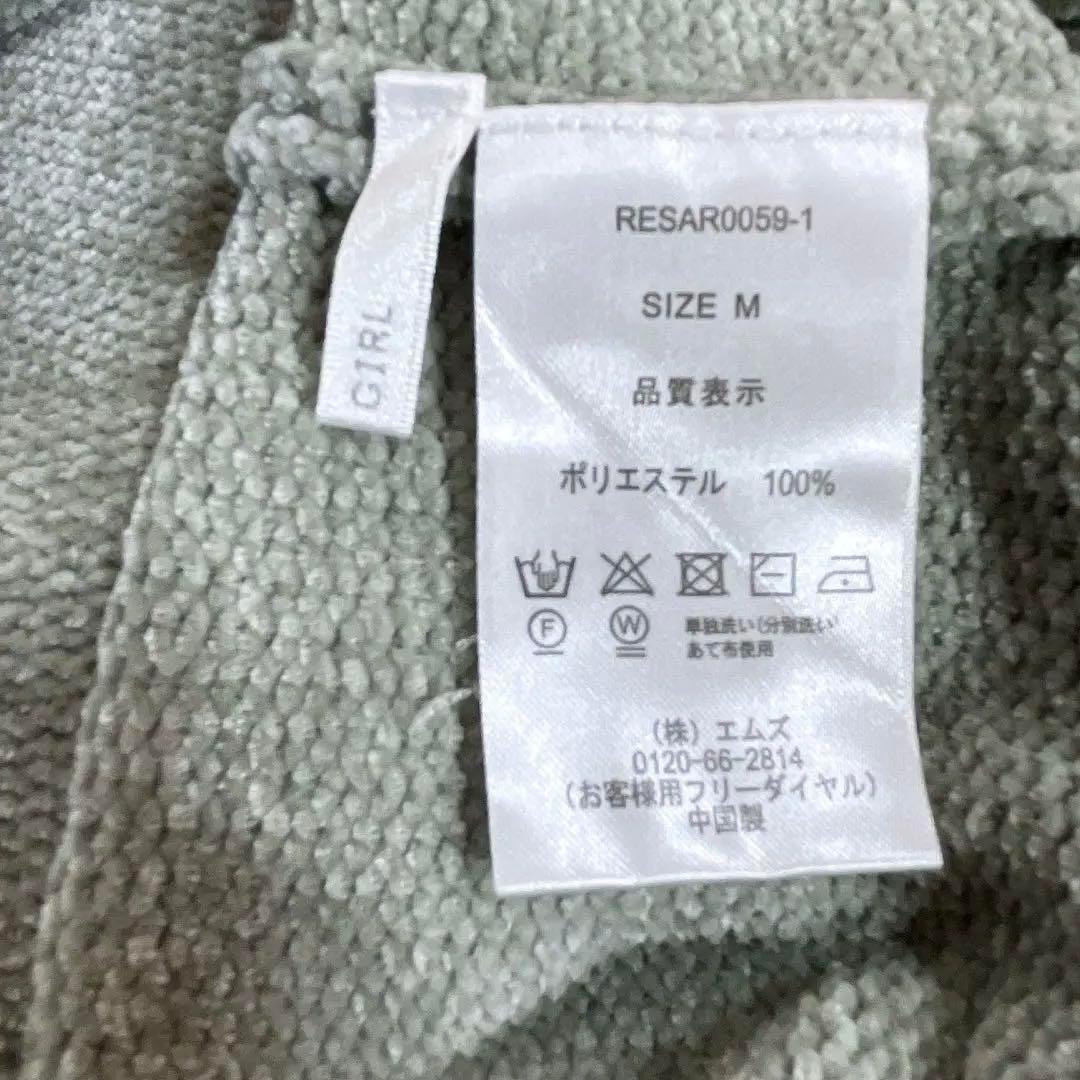 GIRL
RESAR0059-1
SIZE M
品質表示
ポリエステル 100%
F W
単独洗い(分別洗い
あて布使用
(株) エムズ
0120-66-2814
(お客様用フリーダイヤル)
中国製